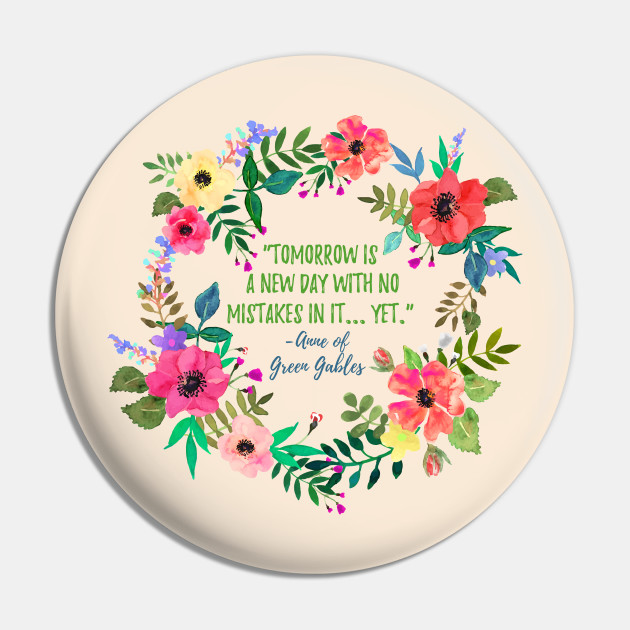 "TOMORROW IS
A NEW DAY WITH NO
MISTAKES IN IT... YET."
-Anne of
Green Gables